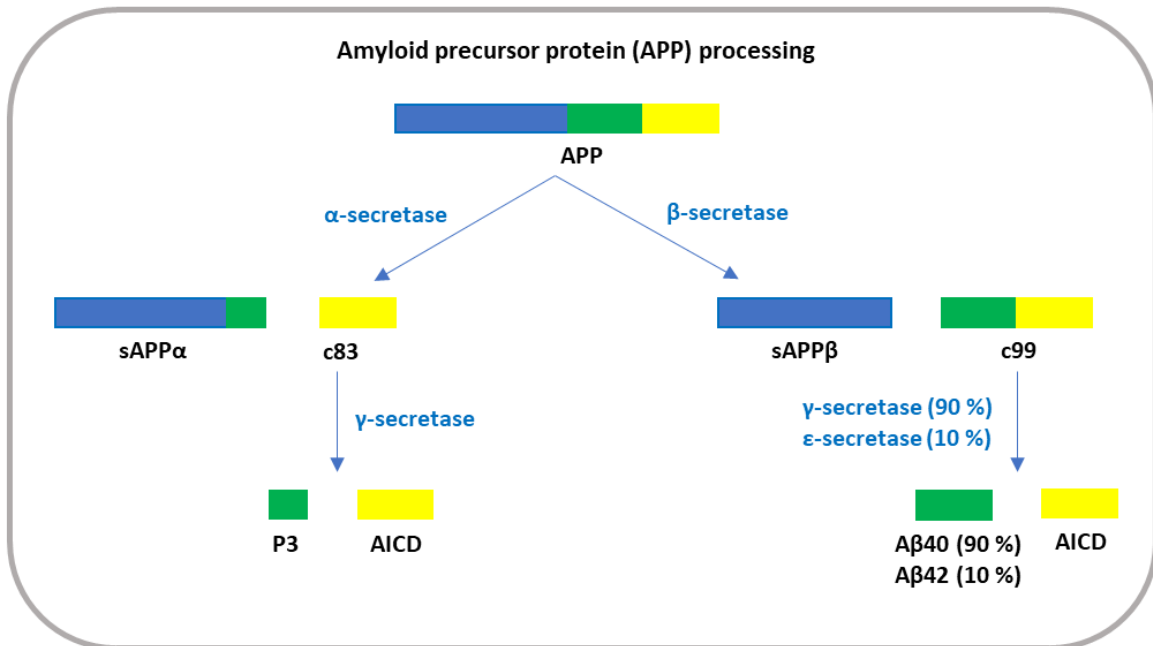 Amyloid precursor protein (APP) processing
APP
α-secretase
β-secretase
sAPPα
c83
sAPPβ
c99
γ-secretase
γ-secretase (90 %)
ε-secretase (10 %)
P3
AICD
Aβ40 (90 %)
Aβ42 (10 %)
AICD